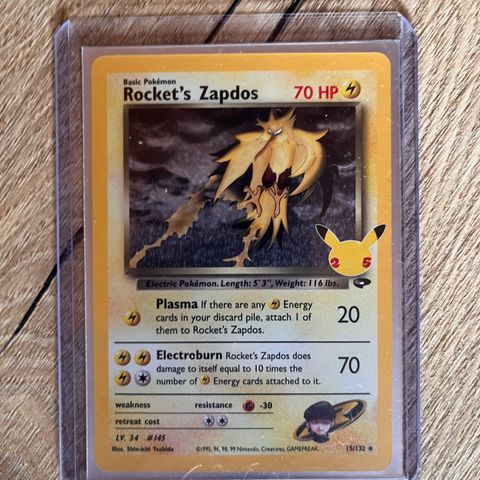 Basic Pokémon
Rocket's Zapdos 70 HP
25
Electric Pokémon. Length: 5' 3", Weight: 116 lbs.
Plasma If there are any Energy
cards in your discard pile, attach 1 of
them to Rocket's Zapdos.
20
Electroburn Rocket's Zapdos does
damage to itself equal to 10 times the
number of Energy cards attached to it.
70
weakness resistance -30
retreat cost
LV. 34 #145
Illus. Shin-ichi Yoshida
©1995, 96, 98, 99 Nintendo, Creatures, GAMEFREAK.
15/132 ★